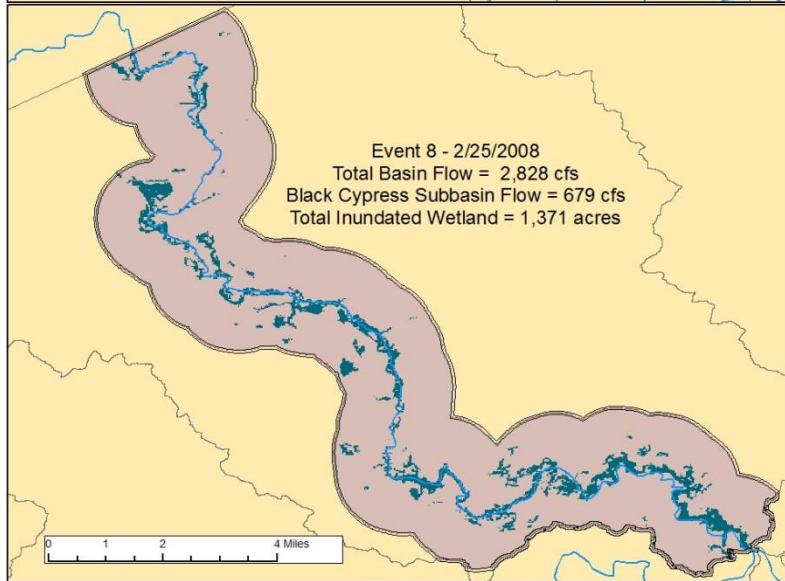 Event 8 - 2/25/2008
Total Basin Flow = 2,828 cfs
Black Cypress Subbasin Flow = 679 cfs
Total Inundated Wetland = 1,371 acres
0 1 2 4 Miles